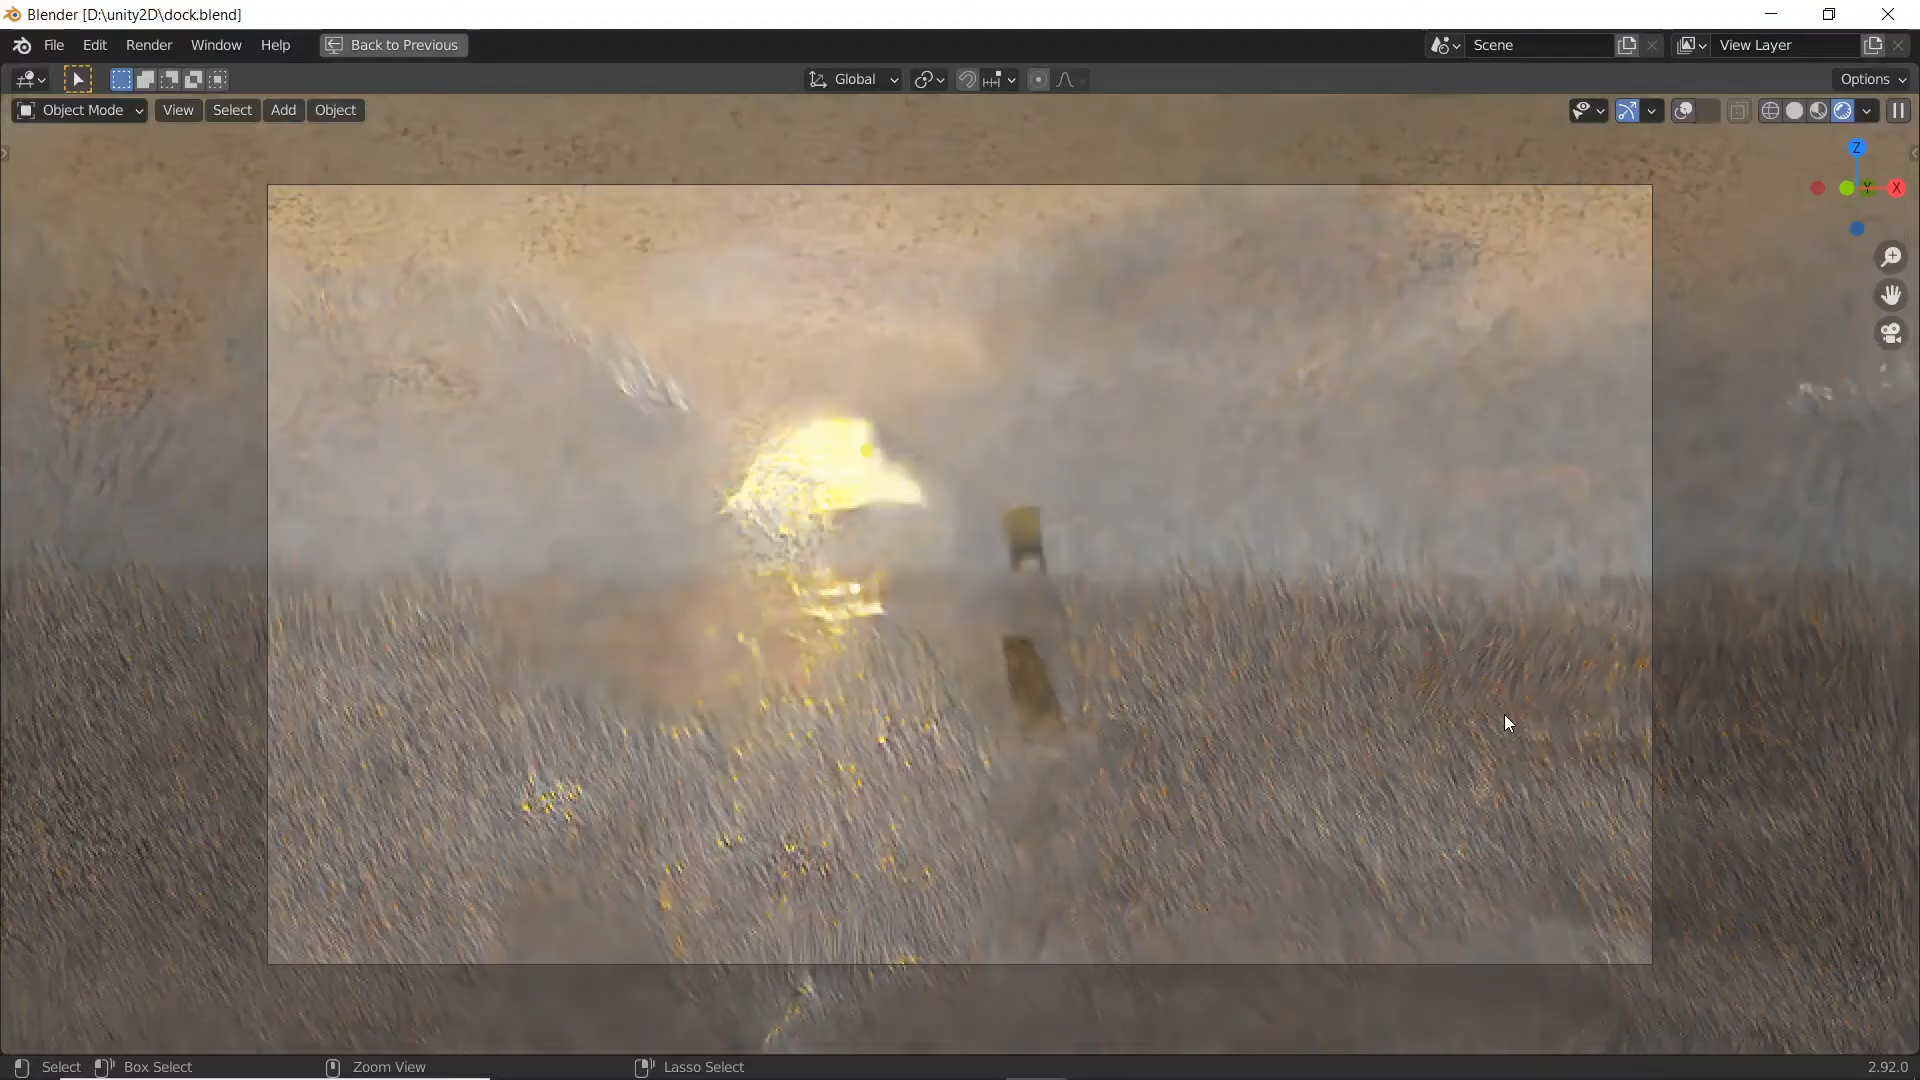 Blender [D:\unity2D\dock.blend]
File Edit Render Window Help Back to Previous Scene View Layer
Global Options
Object Mode View Select Add Object
Z
Y X
Select Box Select Zoom View Lasso Select 2.92.0